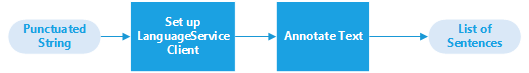 Punctuated
String
Set up
LanguageService
Client
Annotate Text
List of
Sentences